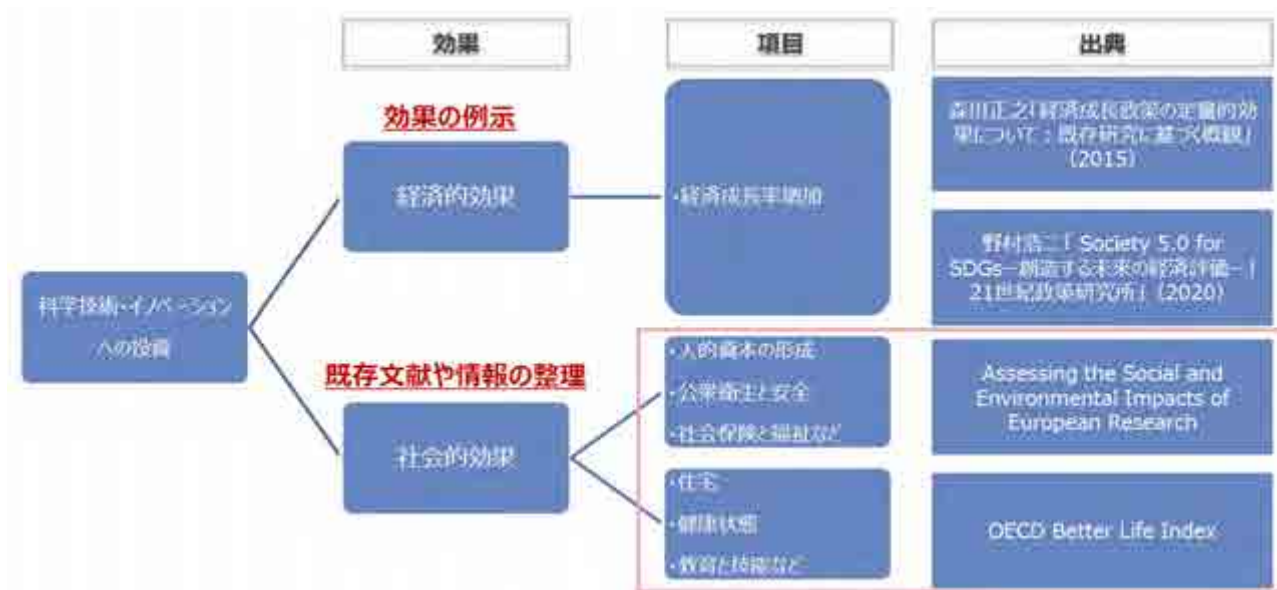 効果
項目
出典
効果の例示
経済的効果
・経済成長率増加
森川正之「経済成長政策の定量的効
果について：既存研究に基づく概観」
（2015）
野村浩二「 Society 5.0 for
SDGs－創造する未来の経済評価－」
21世紀政策研究所」（2020）
科学技術・イノベーション
への投資
既存文献や情報の整理
社会的効果
・人的資本の形成
・公衆衛生と安全
・社会保険と福祉など
Assessing the Social and
Environmental Impacts of
European Research
・住宅
・健康状態
・教育と技能など
OECD Better Life Index